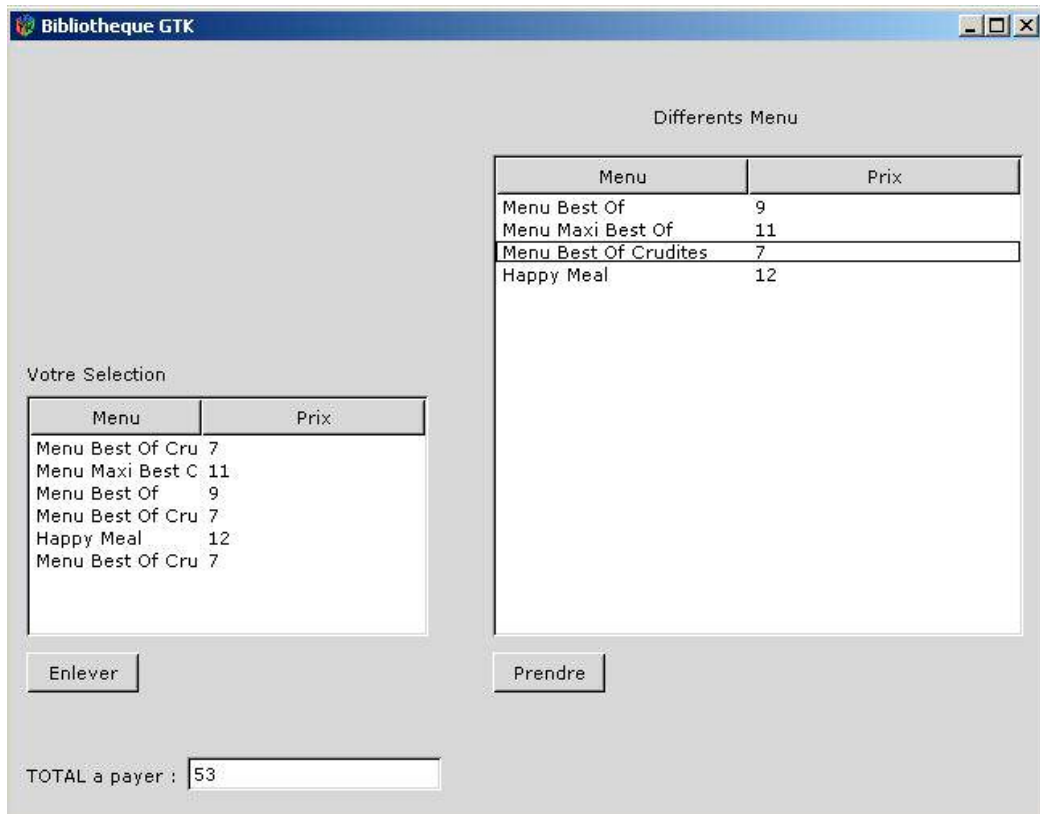 Bibliotheque GTK
Differents Menu
Menu Prix
Menu Best Of 9
Menu Maxi Best Of 11
Menu Best Of Crudites 7
Happy Meal 12
Votre Selection
Menu Prix
Menu Best Of Cru 7
Menu Maxi Best C 11
Menu Best Of 9
Menu Best Of Cru 7
Happy Meal 12
Menu Best Of Cru 7
Enlever Prendre
TOTAL a payer : 53